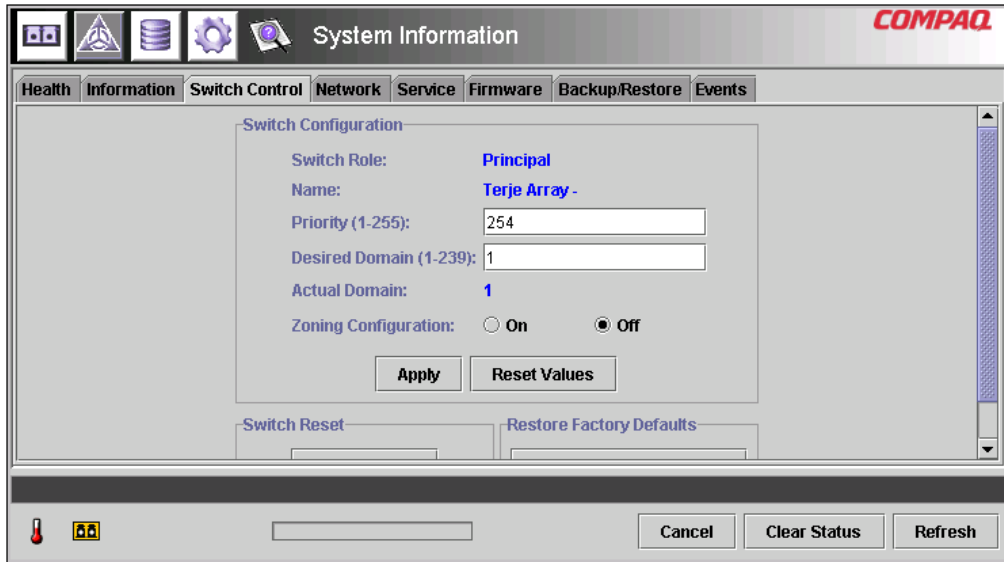 System Information
COMPAQ
Health Information Switch Control Network Service Firmware Backup/Restore Events
Switch Configuration
Switch Role: Principal
Name: Terje Array -
Priority (1-255): 254
Desired Domain (1-239): 1
Actual Domain: 1
Zoning Configuration: On Off
Apply Reset Values
Switch Reset Restore Factory Defaults
Cancel Clear Status Refresh